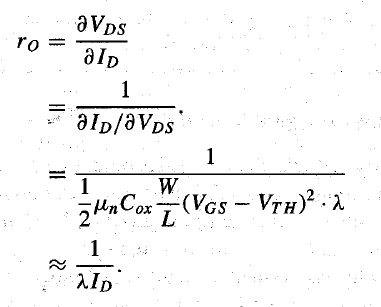 r_O = ∂V_DS / ∂I_D
= 1 / (∂I_D/∂V_DS).
= 1 / (1/2 μ_n C_ox W/L (V_GS − V_TH)² · λ)
≈ 1 / (λI_D).